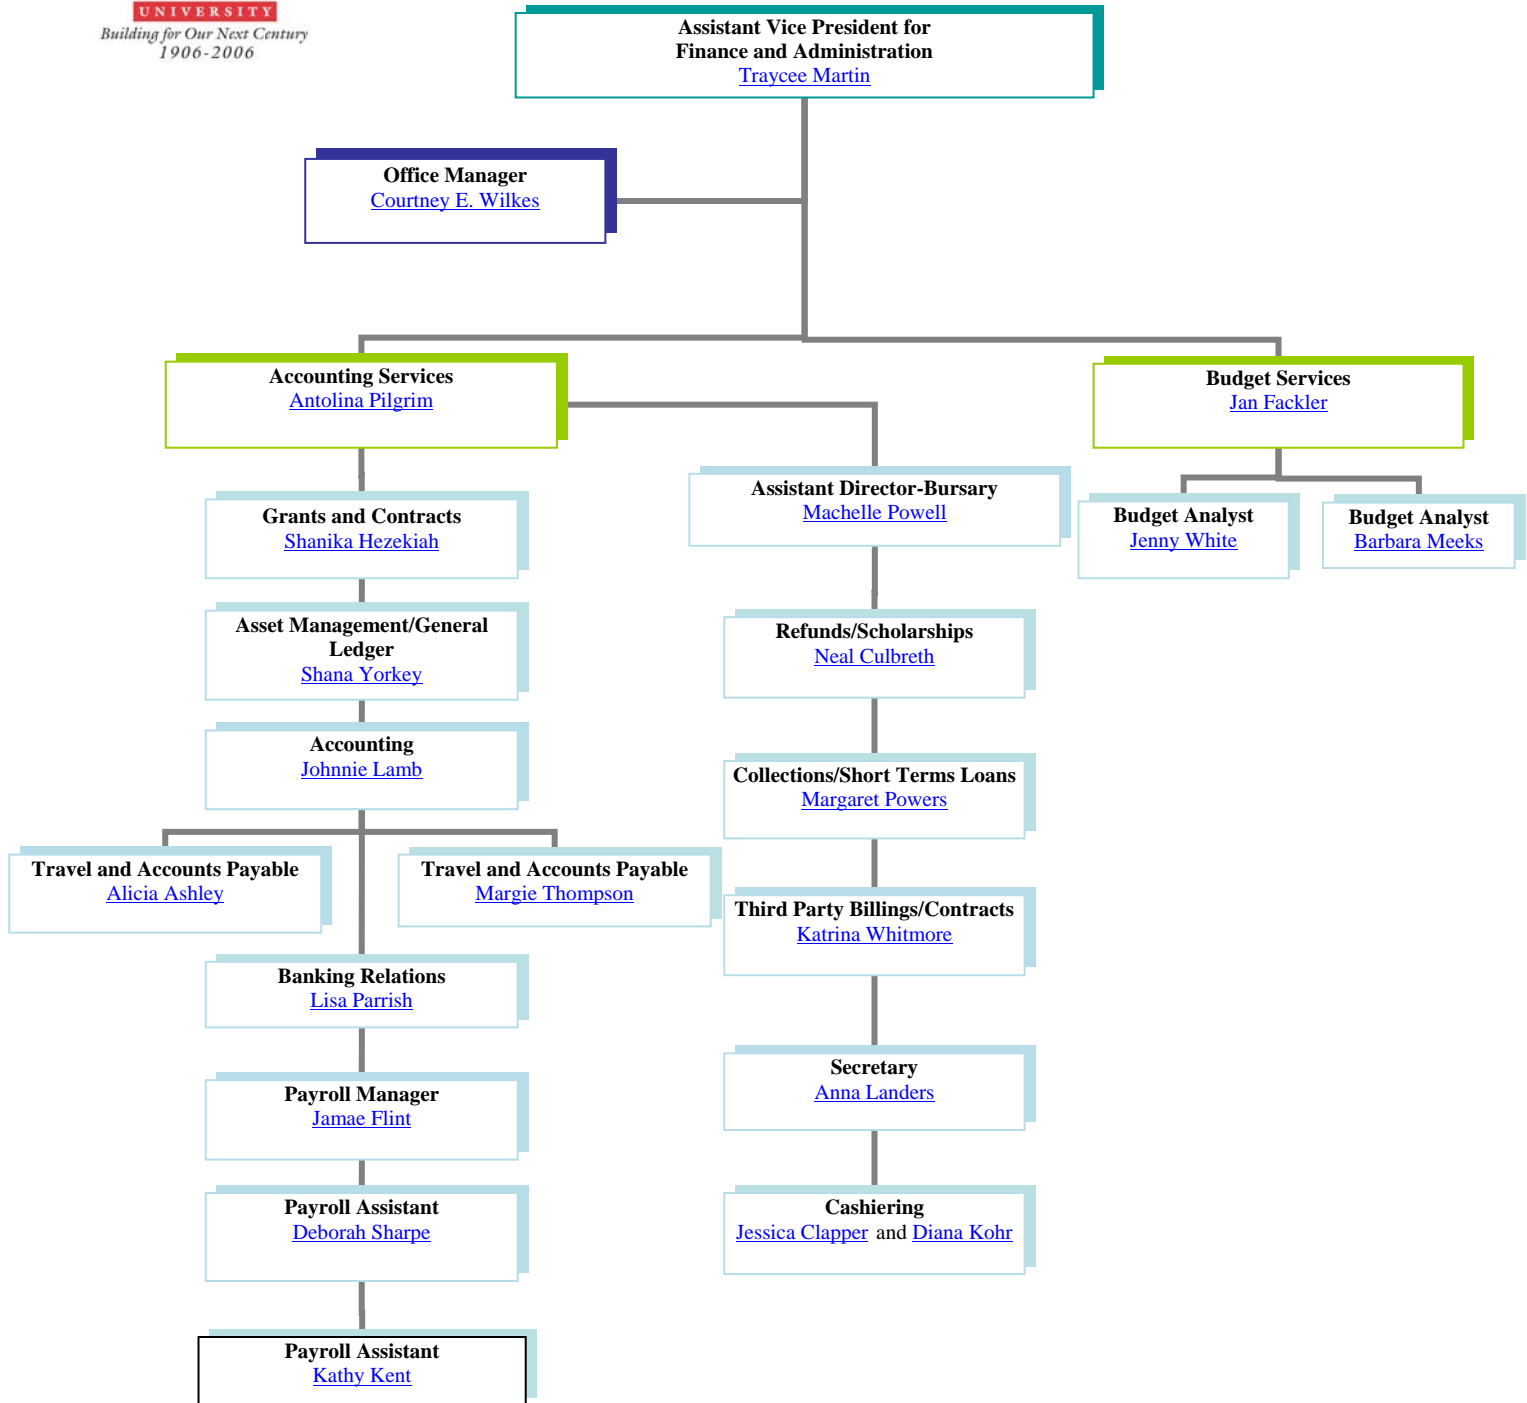 UNIVERSITY
Building for Our Next Century
1906-2006
Assistant Vice President for
Finance and Administration
Traycee Martin
Office Manager
Courtney E. Wilkes
Accounting Services
Antolina Pilgrim
Budget Services
Jan Fackler
Grants and Contracts
Shanika Hezekiah
Assistant Director-Bursary
Machelle Powell
Budget Analyst
Jenny White
Budget Analyst
Barbara Meeks
Asset Management/General
Ledger
Shana Yorkey
Refunds/Scholarships
Neal Culbreth
Accounting
Johnnie Lamb
Collections/Short Terms Loans
Margaret Powers
Travel and Accounts Payable
Alicia Ashley
Travel and Accounts Payable
Margie Thompson
Third Party Billings/Contracts
Katrina Whitmore
Banking Relations
Lisa Parrish
Secretary
Anna Landers
Payroll Manager
Jamae Flint
Payroll Assistant
Deborah Sharpe
Cashiering
Jessica Clapper and Diana Kohr
Payroll Assistant
Kathy Kent